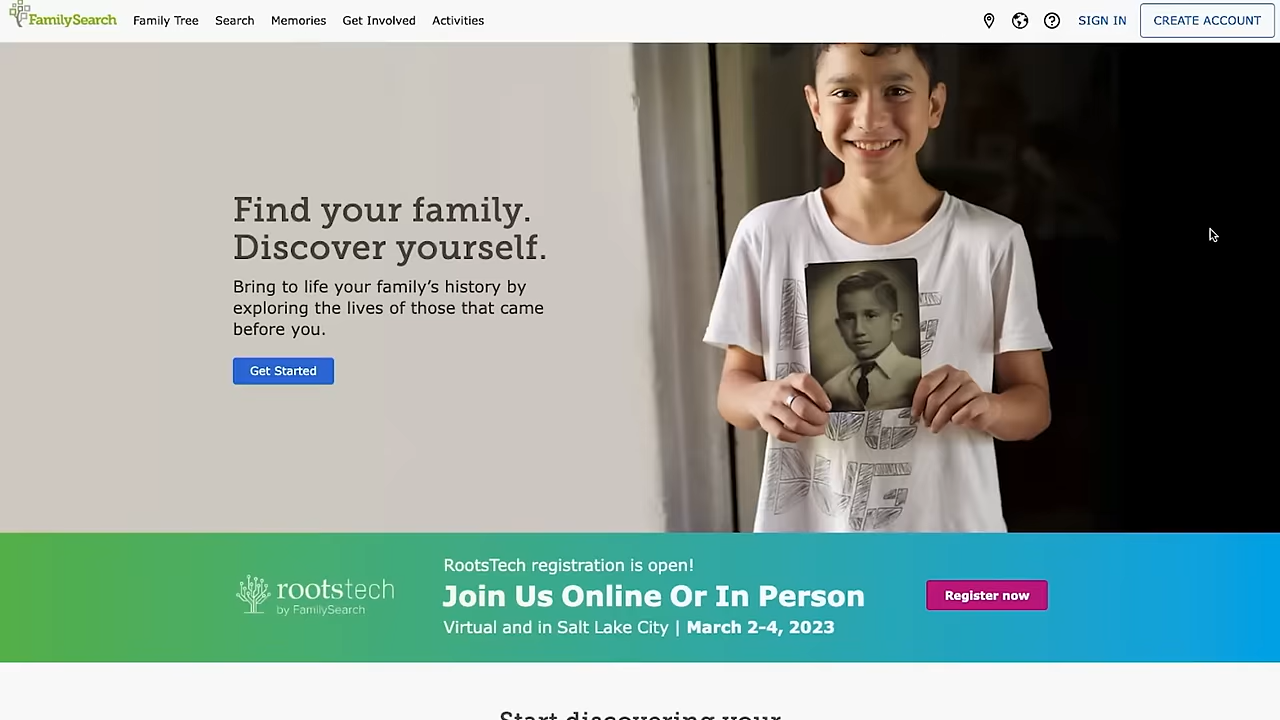 FamilySearch
Family Tree
Search
Memories
Get Involved
Activities
SIGN IN
CREATE ACCOUNT
Find your family.
Discover yourself.
Bring to life your family’s history by
exploring the lives of those that came
before you.
Get Started
rootstech
by FamilySearch
RootsTech registration is open!
Join Us Online Or In Person
Virtual and in Salt Lake City | March 2-4, 2023
Register now
Start discovering your